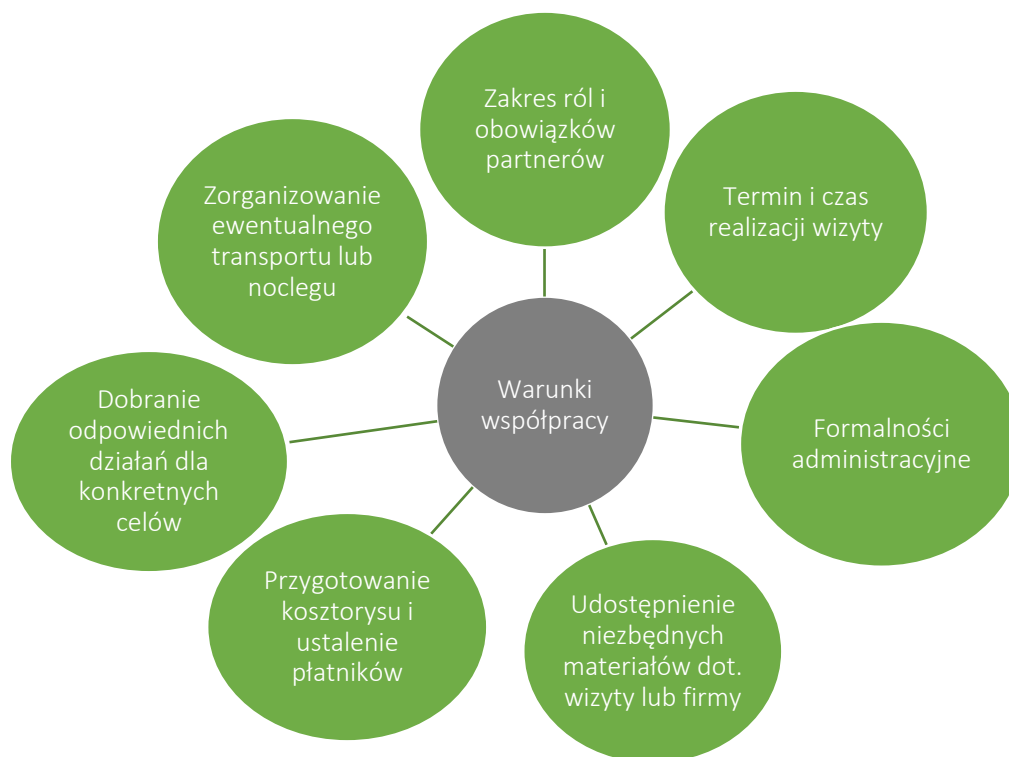 Zakres ról i
obowiązków
partnerów
Termin i czas
realizacji wizyty
Formalności
administracyjne
Udostępnienie
niezbędnych
materiałów dot.
wizyty lub firmy
Przygotowanie
kosztorysu i
ustalenie
płatników
Dobranie
odpowiednich
działań dla
konkretnych
celów
Zorganizowanie
ewentualnego
transportu lub
noclegu
Warunki
współpracy